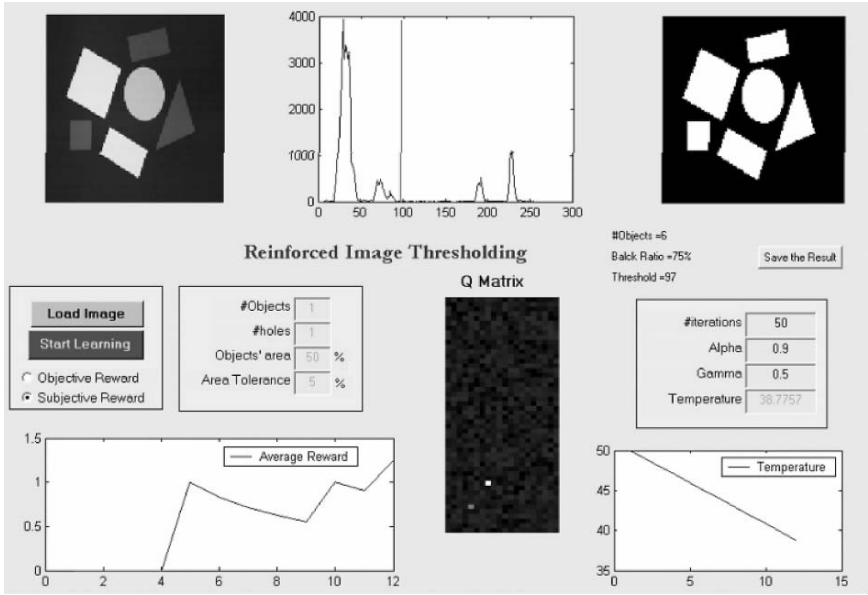 4000
3000
2000
1000
0
0 50 100 150 200 250 300
Reinforced Image Thresholding
#Objects =6
Balck Ratio =75%
Threshold =97
Save the Result
Load Image
Start Learning
Objective Reward
Subjective Reward
#Objects 1
#holes 1
Objects' area 50 %
Area Tolerance 5 %
Q Matrix
#iterations 50
Alpha 0.9
Gamma 0.5
Temperature 38.7757
1.5
1
0.5
0
Average Reward
0 2 4 6 8 10 12
50
45
40
35
Temperature
0 5 10 15